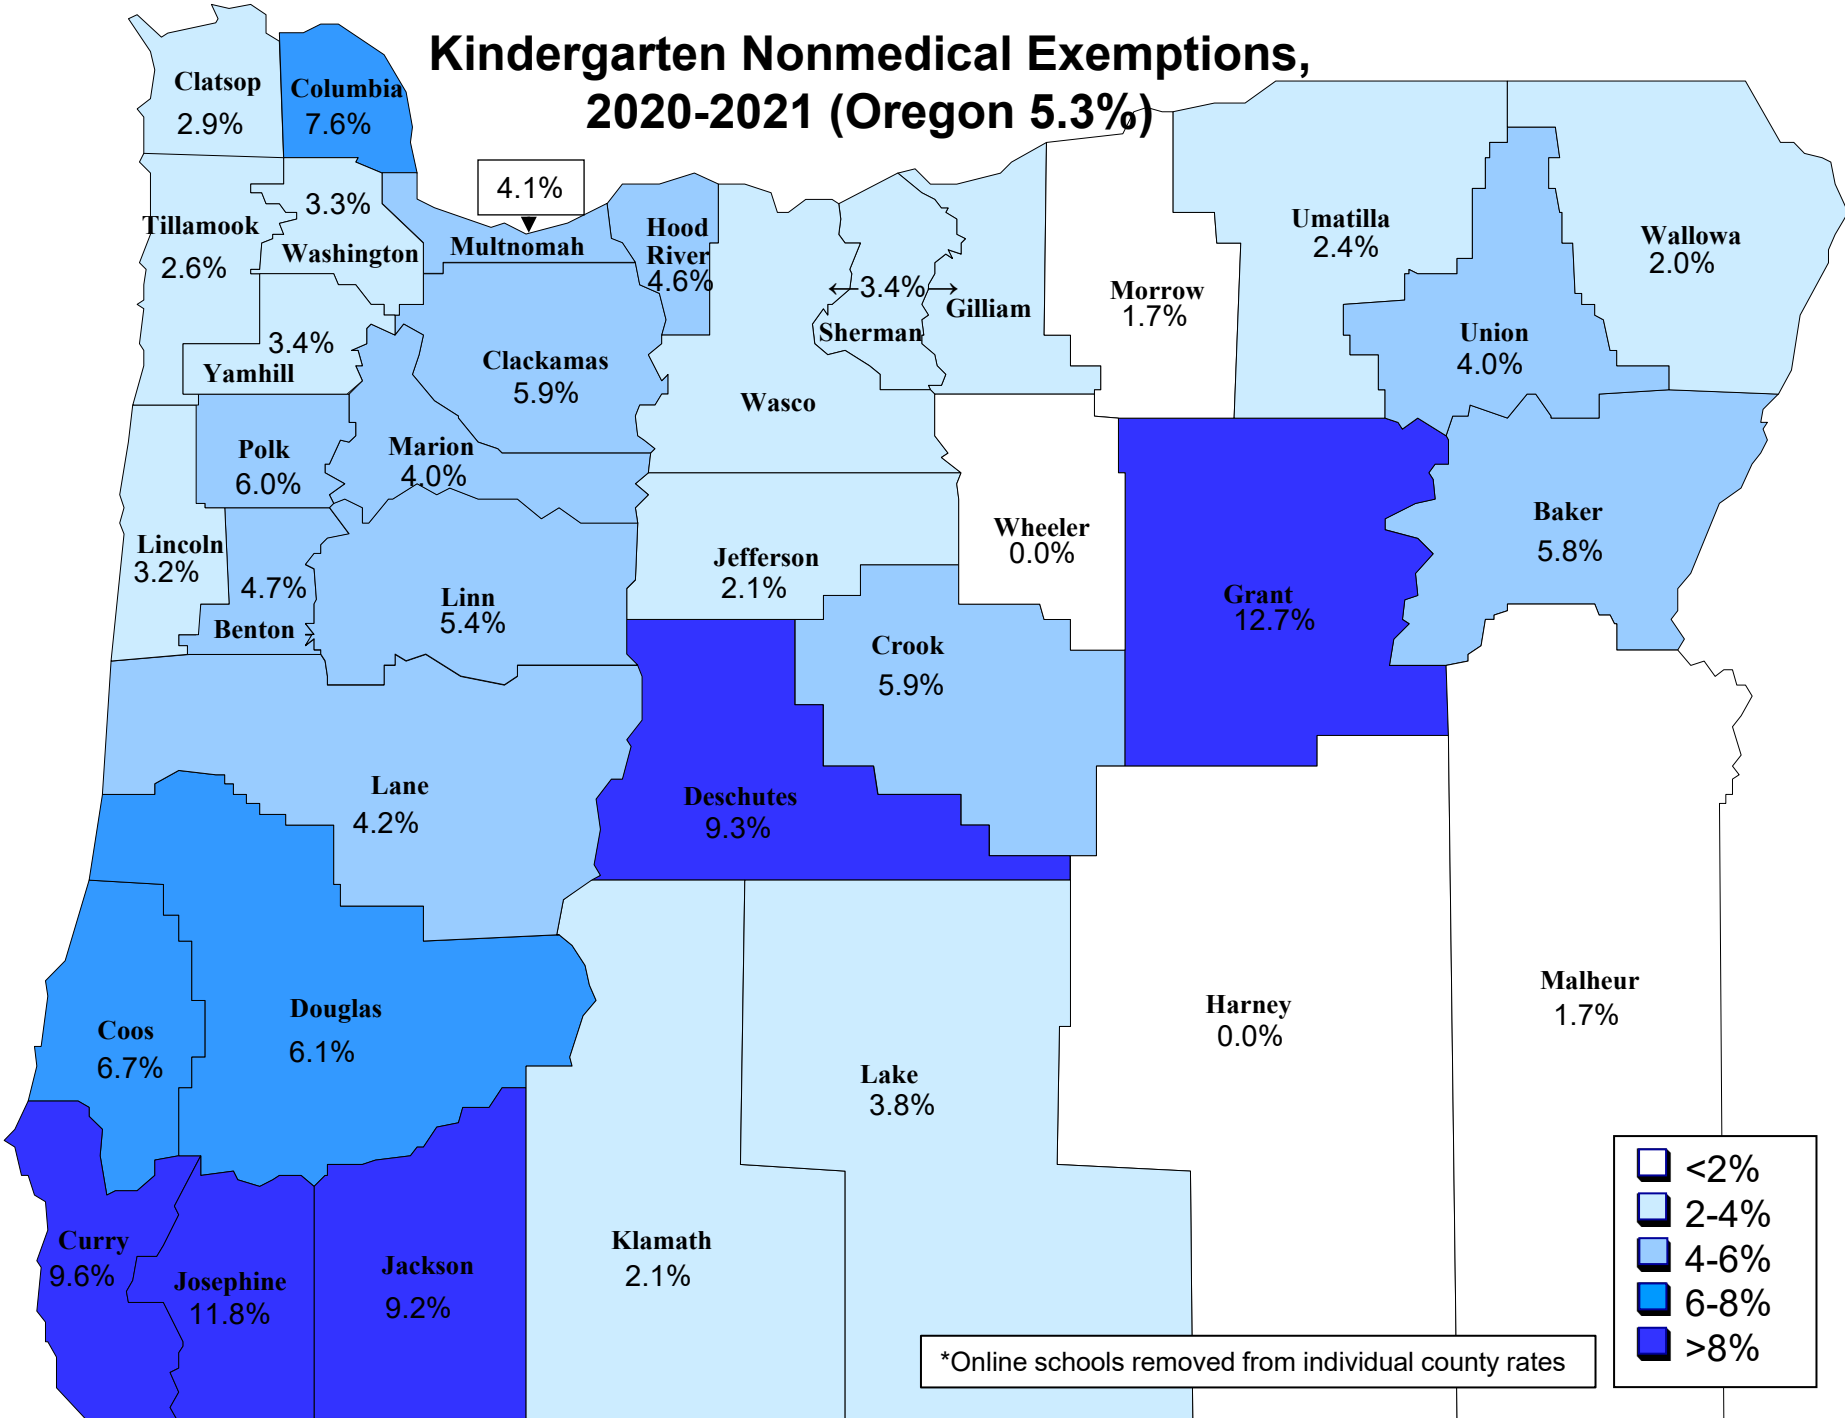 Kindergarten Nonmedical Exemptions,
2020-2021 (Oregon 5.3%)
Clatsop
2.9%
Columbia
7.6%
4.1%
Multnomah
Tillamook
2.6%
3.3%
Washington
Hood
River
4.6%
3.4%
Sherman
Gilliam
Morrow
1.7%
Umatilla
2.4%
Wallowa
2.0%
Union
4.0%
3.4%
Yamhill
Clackamas
5.9%
Wasco
Polk
6.0%
Marion
4.0%
Lincoln
3.2%
4.7%
Benton
Linn
5.4%
Jefferson
2.1%
Wheeler
0.0%
Grant
12.7%
Baker
5.8%
Crook
5.9%
Lane
4.2%
Deschutes
9.3%
Coos
6.7%
Douglas
6.1%
Lake
3.8%
Harney
0.0%
Malheur
1.7%
Curry
9.6%
Josephine
11.8%
Jackson
9.2%
Klamath
2.1%
<2%
2-4%
4-6%
6-8%
>8%
*Online schools removed from individual county rates